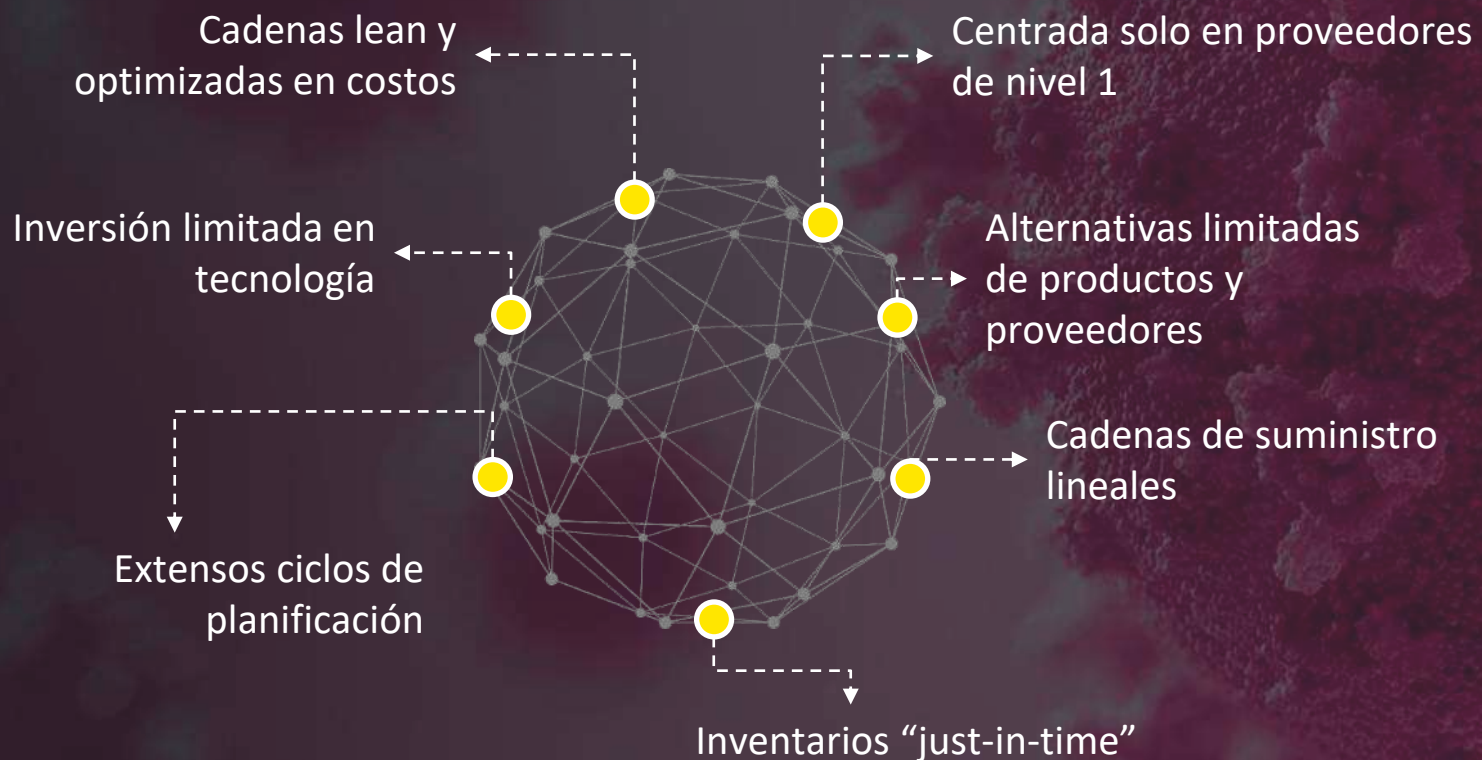 Cadenas lean y
optimizadas en costos
Centrada solo en proveedores
de nivel 1
Inversión limitada en
tecnología
Alternativas limitadas
de productos y
proveedores
Cadenas de suministro
lineales
Extensos ciclos de
planificación
Inventarios “just-in-time”